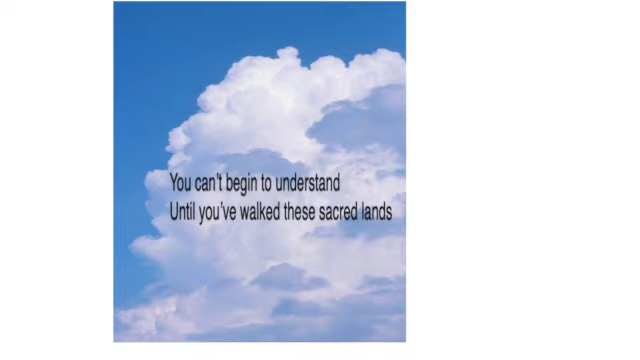 You can't begin to understand
Until you've walked these sacred lands